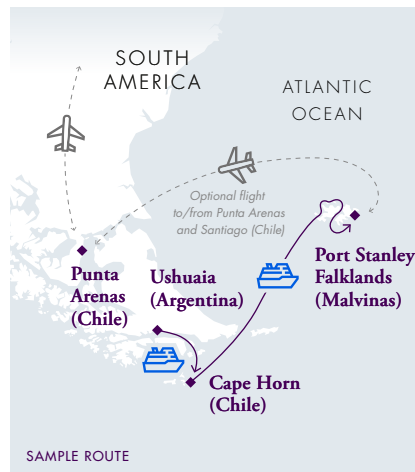 SOUTH
AMERICA
ATLANTIC
OCEAN
Optional flight
to/from Punta Arenas
and Santiago (Chile)
Punta
Arenas
(Chile)
Ushuaia
(Argentina)
Port Stanley
Falklands
(Malvinas)
Cape Horn
(Chile)
SAMPLE ROUTE